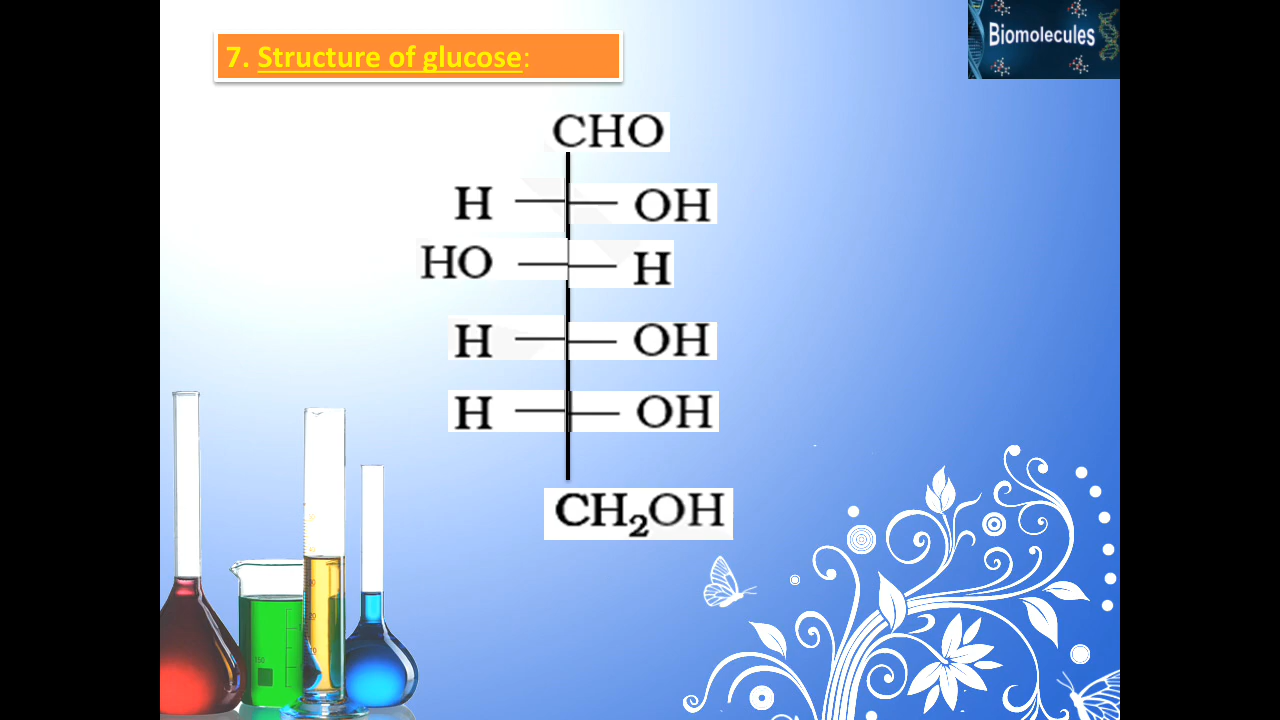 7. Structure of glucose:
Biomolecules
CHO
H OH
HO H
H OH
H OH
CH₂OH